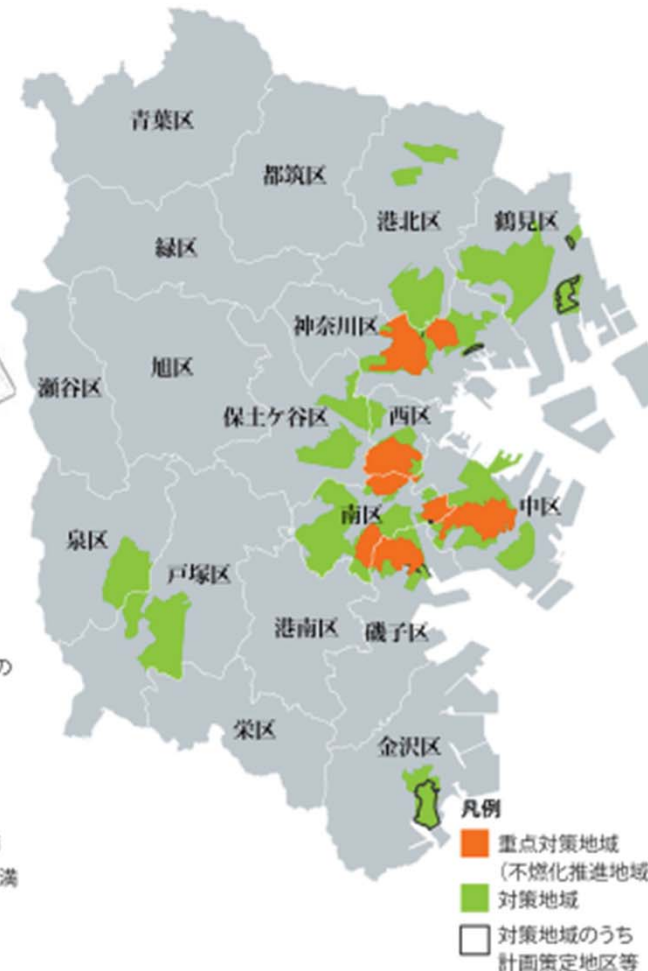 青葉区
都筑区
港北区
鶴見区
緑区
神奈川区
旭区
瀬谷区
保土ケ谷区
西区
南区
中区
泉区
戸塚区
港南区
磯子区
の
栄区
金沢区
満
凡例
重点対策地域
(不燃化推進地域
対策地域
対策地域のうち
計画策定地区等